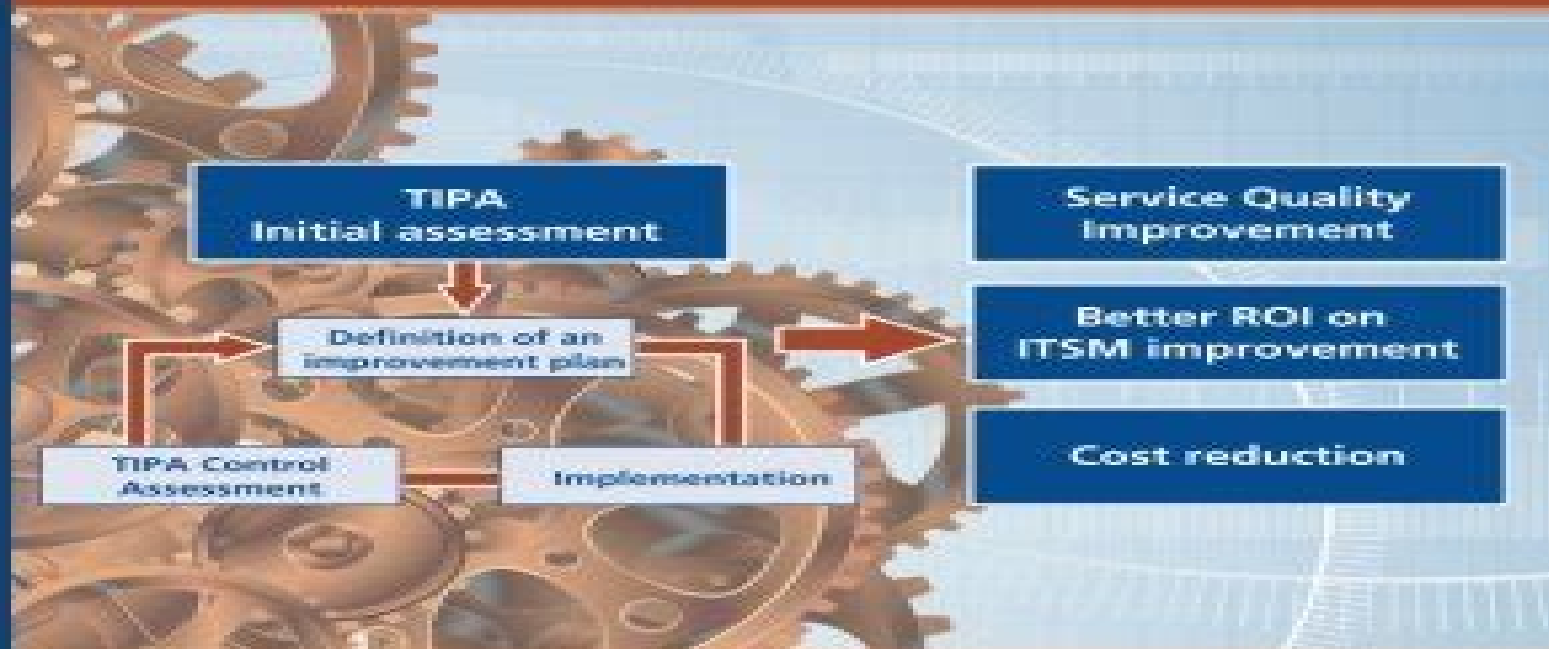 TIPA
Initial assessment
Definition of an
improvement plan
TIPA Control
Assessment
Implementation
Service Quality
Improvement
Better ROI on
ITSM improvement
Cost reduction